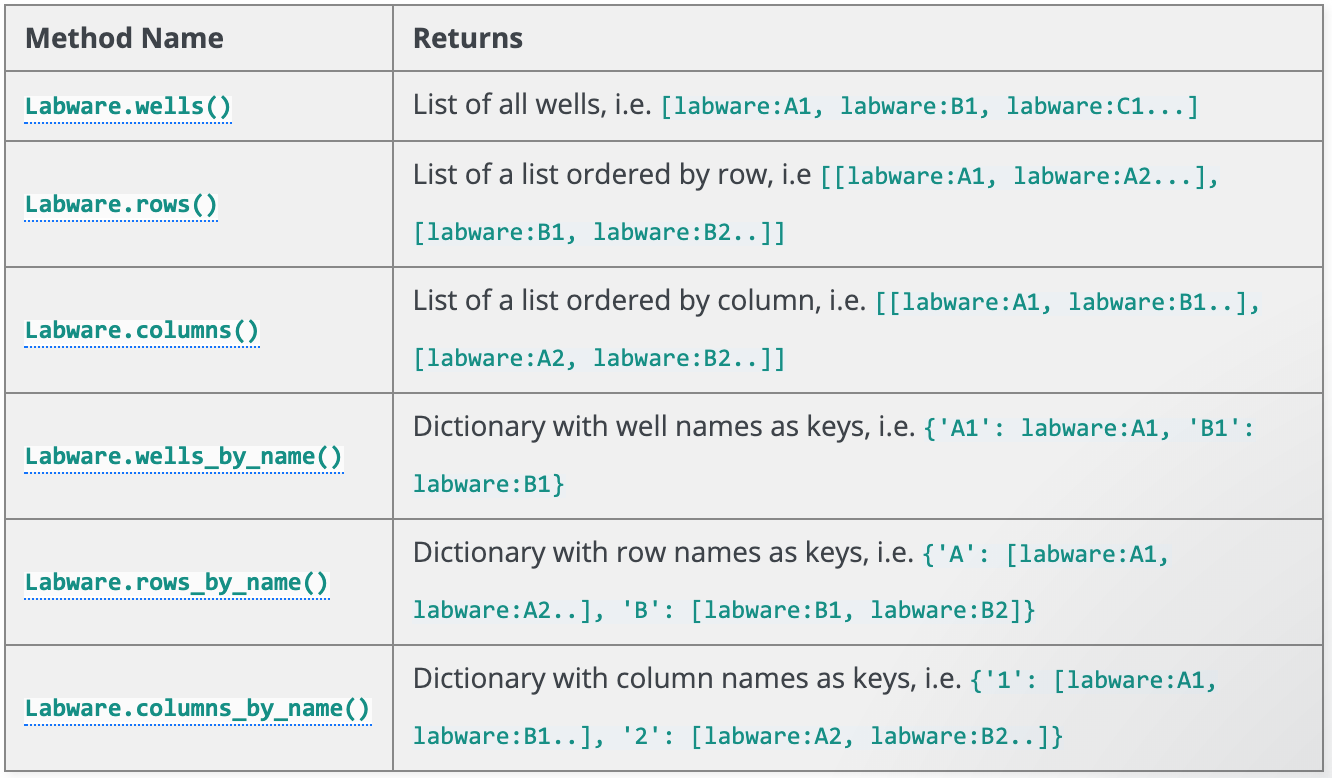 Method Name Returns
Labware.wells() List of all wells, i.e. [labware:A1, labware:B1, labware:C1...]
Labware.rows() List of a list ordered by row, i.e [[labware:A1, labware:A2...],
[labware:B1, labware:B2..]]
Labware.columns() List of a list ordered by column, i.e. [[labware:A1, labware:B1..],
[labware:A2, labware:B2..]]
Labware.wells_by_name() Dictionary with well names as keys, i.e. {'A1': labware:A1, 'B1':
labware:B1}
Labware.rows_by_name() Dictionary with row names as keys, i.e. {'A': [labware:A1,
labware:A2..], 'B': [labware:B1, labware:B2]}
Labware.columns_by_name() Dictionary with column names as keys, i.e. {'1': [labware:A1,
labware:B1..], '2': [labware:A2, labware:B2..]}